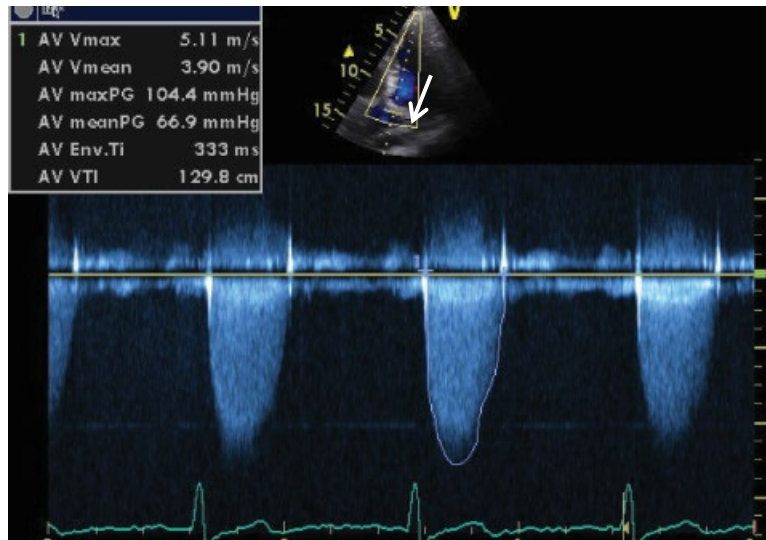 1 AV Vmax 5.11 m/s
AV Vmean 3.90 m/s
AV maxPG 104.4 mmHg
AV meanPG 66.9 mmHg
AV Env.Ti 333 ms
AV VTI 129.8 cm
V
5
10
15
1